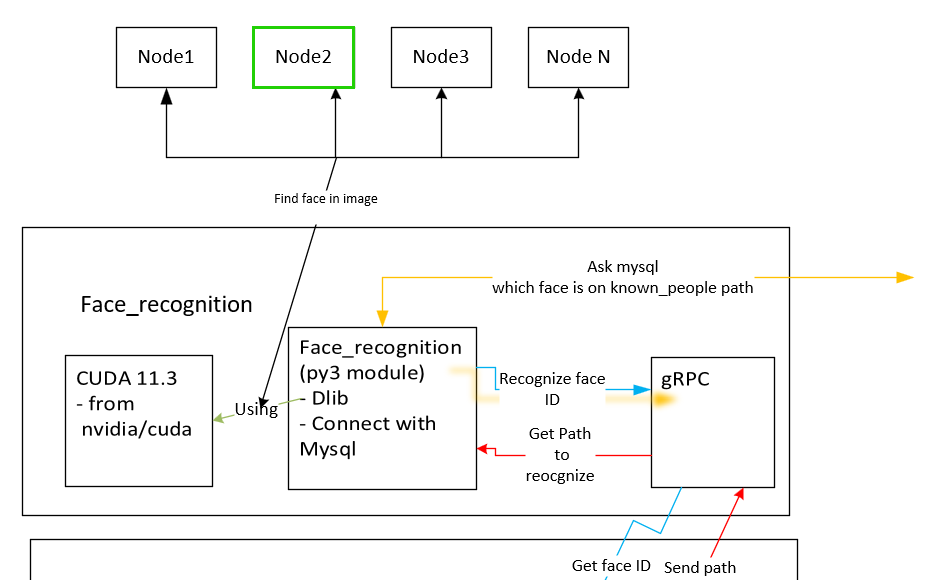 Node1
Node2
Node3
Node N
Find face in image
Ask mysql
which face is on known_people path
Face_recognition
Face_recognition
(py3 module)
- Dlib
- Connect with
Mysql
CUDA 11.3
- from
nvidia/cuda
Using
Recognize face
ID
gRPC
Get Path
to
reocgnize
Get face ID
Send path